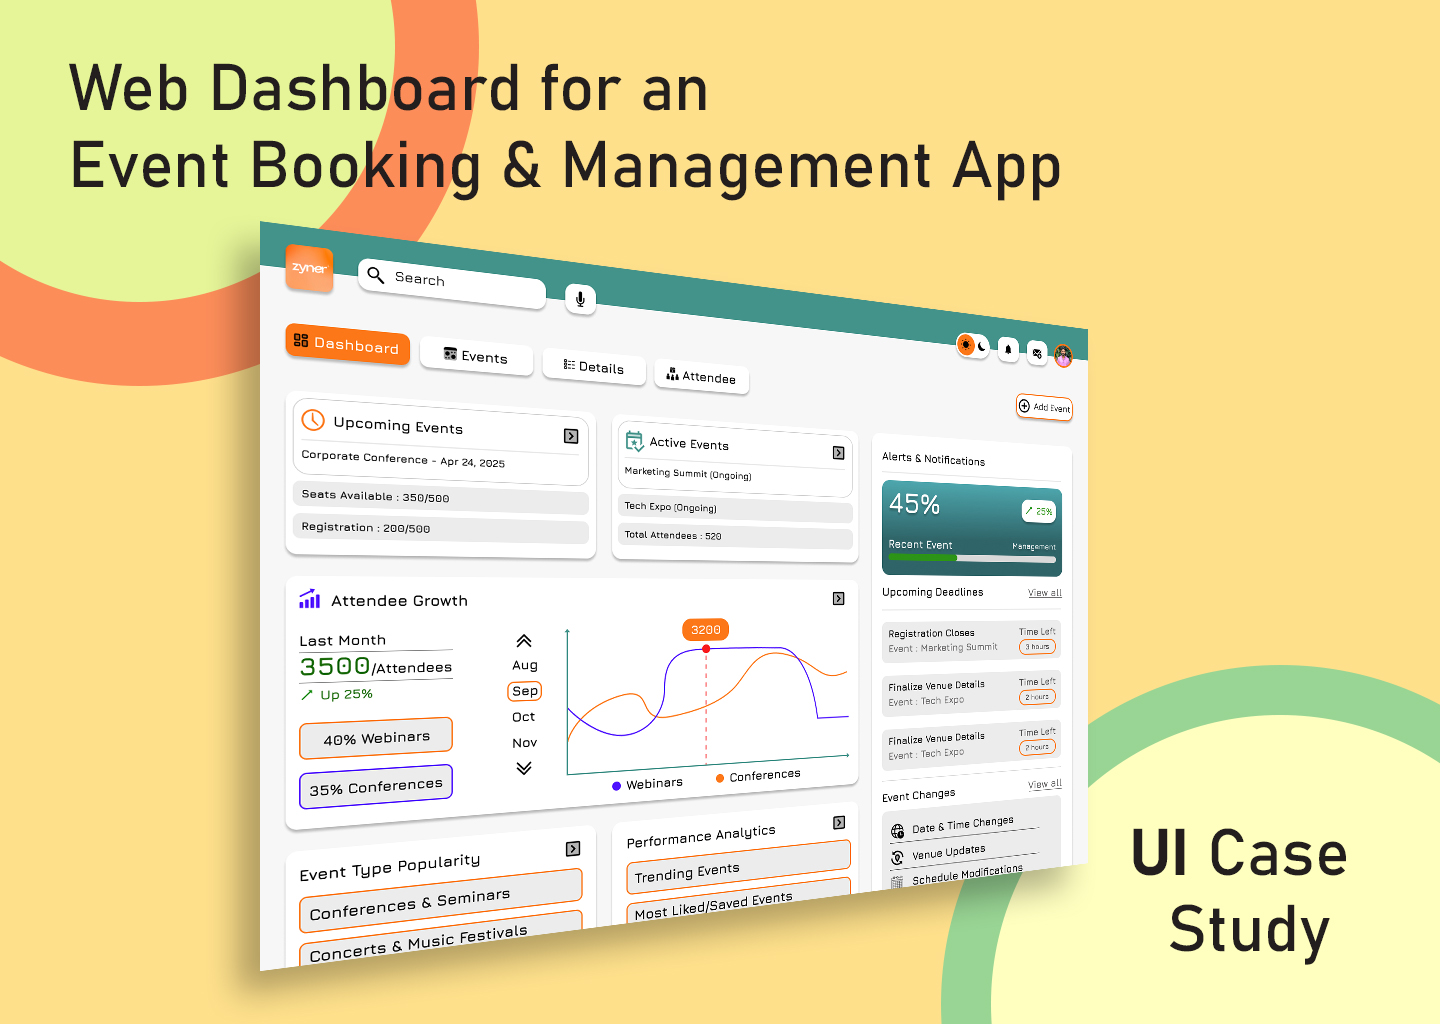 Web Dashboard for an
Event Booking & Management App
zyner
Search
Dashboard
Events
Details
Attendee
Add Event
Upcoming Events
Corporate Conference - Apr 24, 2025
Seats Available : 350/500
Registration : 200/500
Active Events
Marketing Summit (Ongoing)
Tech Expo (Ongoing)
Total Attendees : 520
Alerts & Notifications
45%
25%
Recent Event
Management
Upcoming Deedlines
View all
Registration Closes
Time Left
Event : Marketing Summit
3 hours
Finalize Venue Details
Time Left
Event : Tech Expo
2 hours
Finalize Venue Details
Time Left
Event : Tech Expo
2 hours
Event Changes
View all
Date & Time Changes
Venue Updates
Schedule Modifications
Attendee Growth
Last Month
3500/Attendees
Up 25%
40% Webinars
35% Conferences
Aug
Sep
Oct
Nov
3200
Webinars
Conferences
Event Type Popularity
Conferences & Seminars
Concerts & Music Festivals
Performance Analytics
Trending Events
Most Liked/Saved Events
UI Case
Study